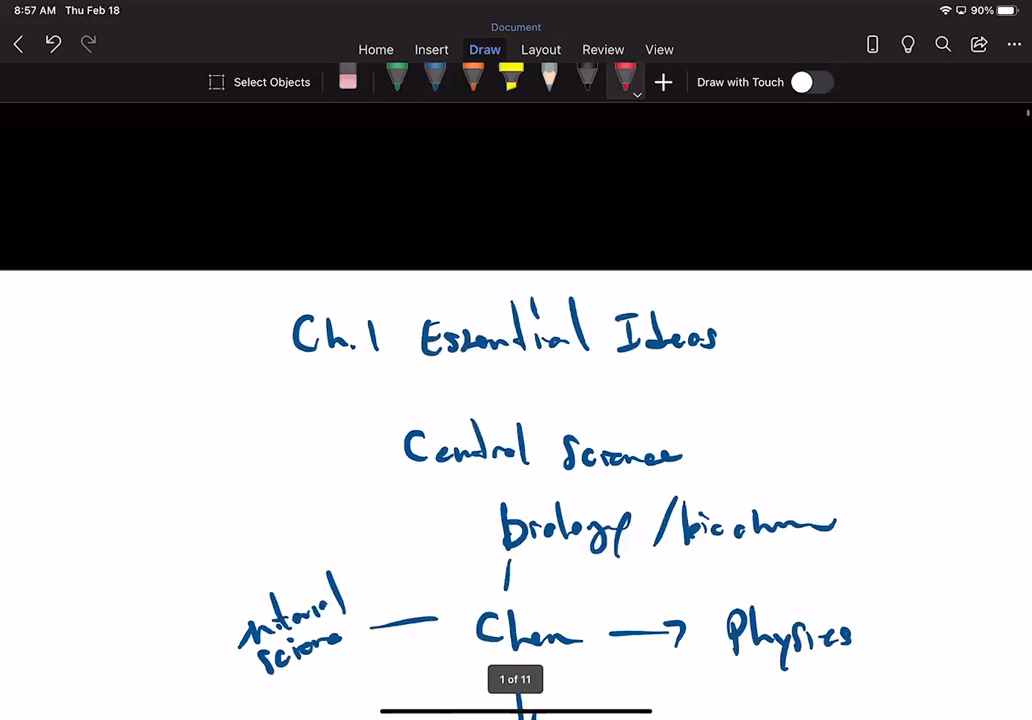 8:57 AM Thu Feb 18 90%
Document
Home Insert Draw Layout Review View
Select Objects Draw with Touch
Ch. 1 Essential Ideas
Central Science
biology /biochem
material
science
Chem → Physics
1 of 11